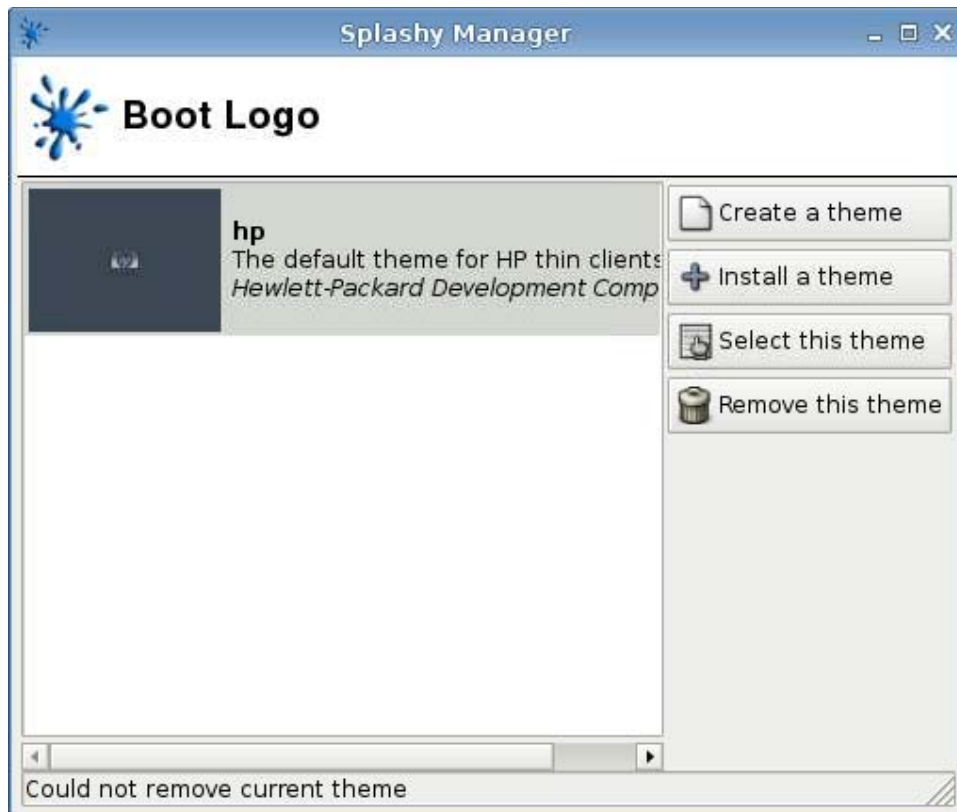 Splashy Manager
Boot Logo
hp
The default theme for HP thin clients
Hewlett-Packard Development Comp
Create a theme
Install a theme
Select this theme
Remove this theme
Could not remove current theme